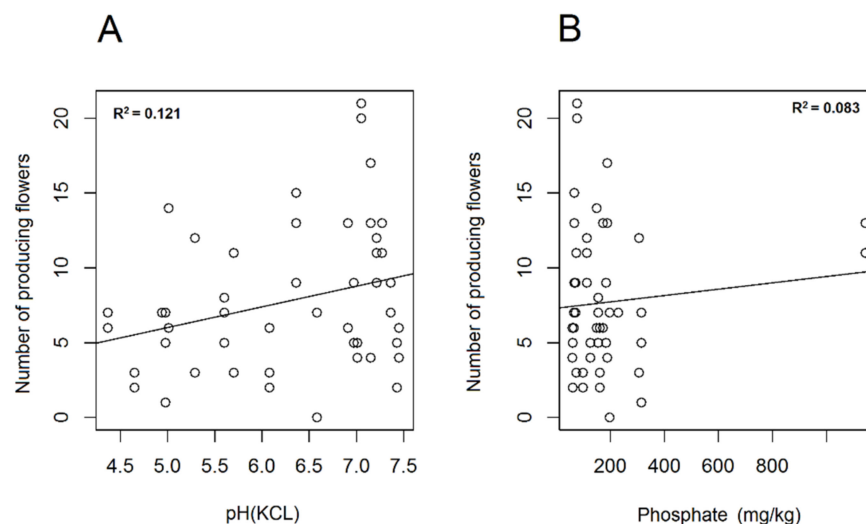 A
R² = 0.121
Number of producing flowers
20
15
10
5
0
4.5 5.0 5.5 6.0 6.5 7.0 7.5
pH(KCL)
B
R² = 0.083
Number of producing flowers
20
15
10
5
0
200 400 600 800
Phosphate (mg/kg)